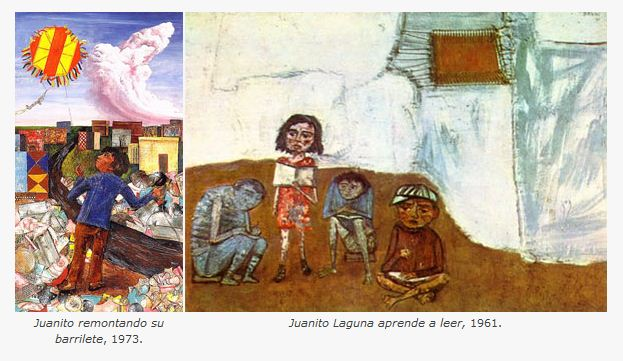 Juanito remontando su
barrilete, 1973.
Juanito Laguna aprende a leer, 1961.